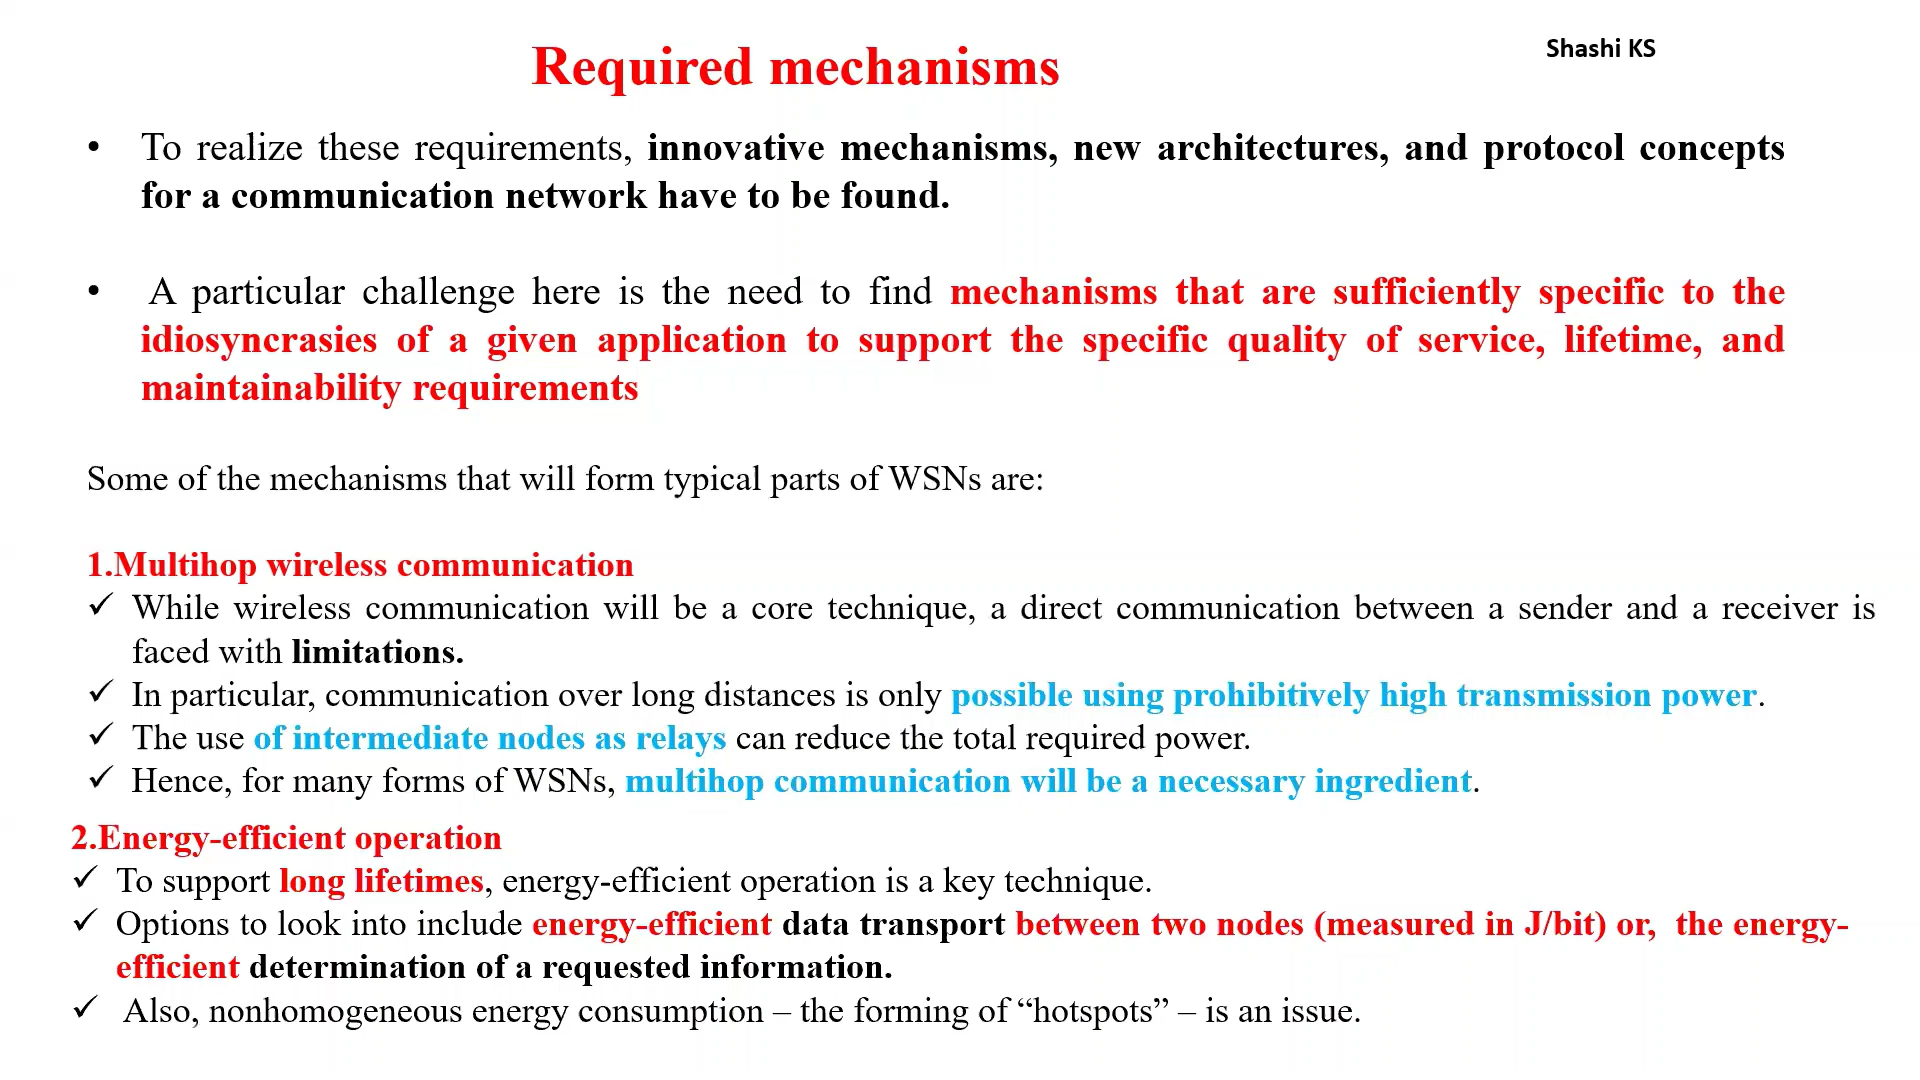 Required mechanisms
Shashi KS
• To realize these requirements, innovative mechanisms, new architectures, and protocol concepts
for a communication network have to be found.
• A particular challenge here is the need to find mechanisms that are sufficiently specific to the
idiosyncrasies of a given application to support the specific quality of service, lifetime, and
maintainability requirements
Some of the mechanisms that will form typical parts of WSNs are:
1.Multihop wireless communication
✓ While wireless communication will be a core technique, a direct communication between a sender and a receiver is
faced with limitations.
✓ In particular, communication over long distances is only possible using prohibitively high transmission power.
✓ The use of intermediate nodes as relays can reduce the total required power.
✓ Hence, for many forms of WSNs, multihop communication will be a necessary ingredient.
2.Energy-efficient operation
✓ To support long lifetimes, energy-efficient operation is a key technique.
✓ Options to look into include energy-efficient data transport between two nodes (measured in J/bit) or, the energy-
efficient determination of a requested information.
✓ Also, nonhomogeneous energy consumption – the forming of “hotspots” – is an issue.